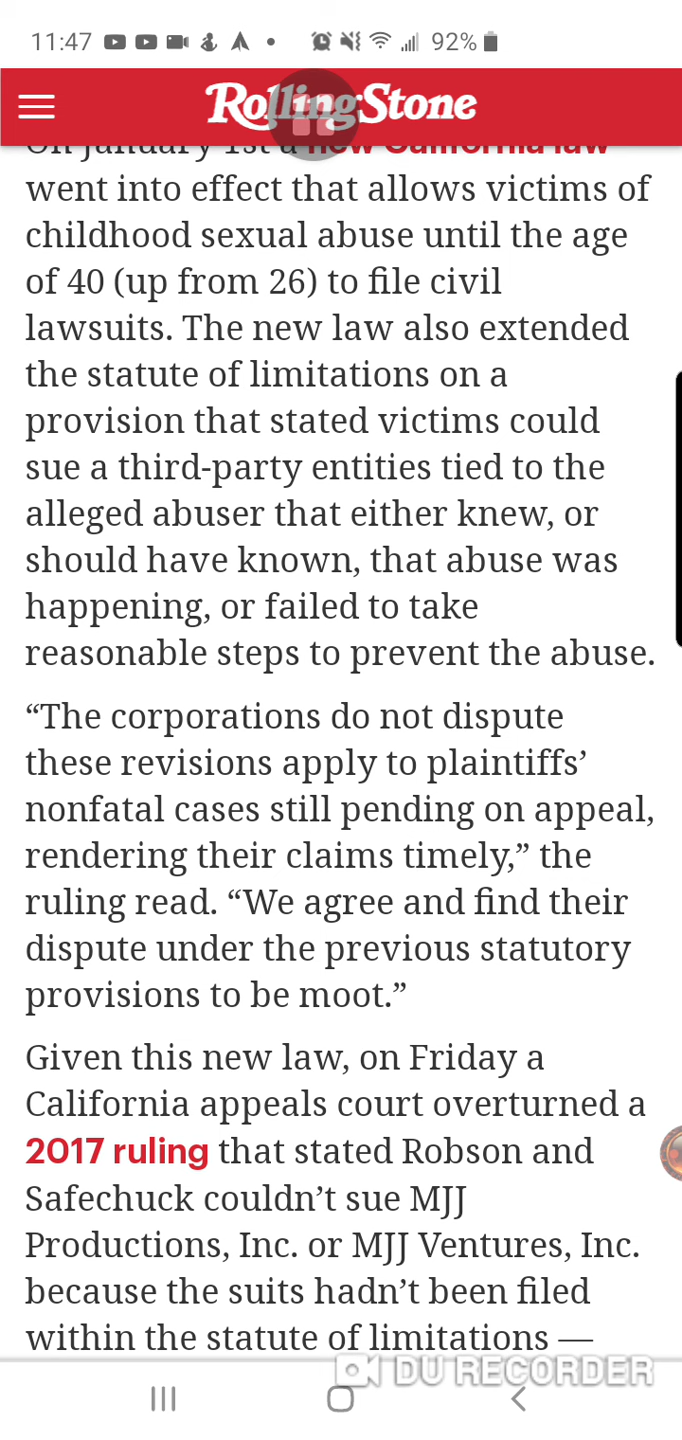 11:47
92%
RollingStone
On January 1st a new California law
went into effect that allows victims of
childhood sexual abuse until the age
of 40 (up from 26) to file civil
lawsuits. The new law also extended
the statute of limitations on a
provision that stated victims could
sue a third-party entities tied to the
alleged abuser that either knew, or
should have known, that abuse was
happening, or failed to take
reasonable steps to prevent the abuse.
“The corporations do not dispute
these revisions apply to plaintiffs’
nonfatal cases still pending on appeal,
rendering their claims timely,” the
ruling read. “We agree and find their
dispute under the previous statutory
provisions to be moot.”
Given this new law, on Friday a
California appeals court overturned a
2017 ruling that stated Robson and
Safechuck couldn’t sue MJJ
Productions, Inc. or MJJ Ventures, Inc.
because the suits hadn’t been filed
within the statute of limitations —
DU RECORDER